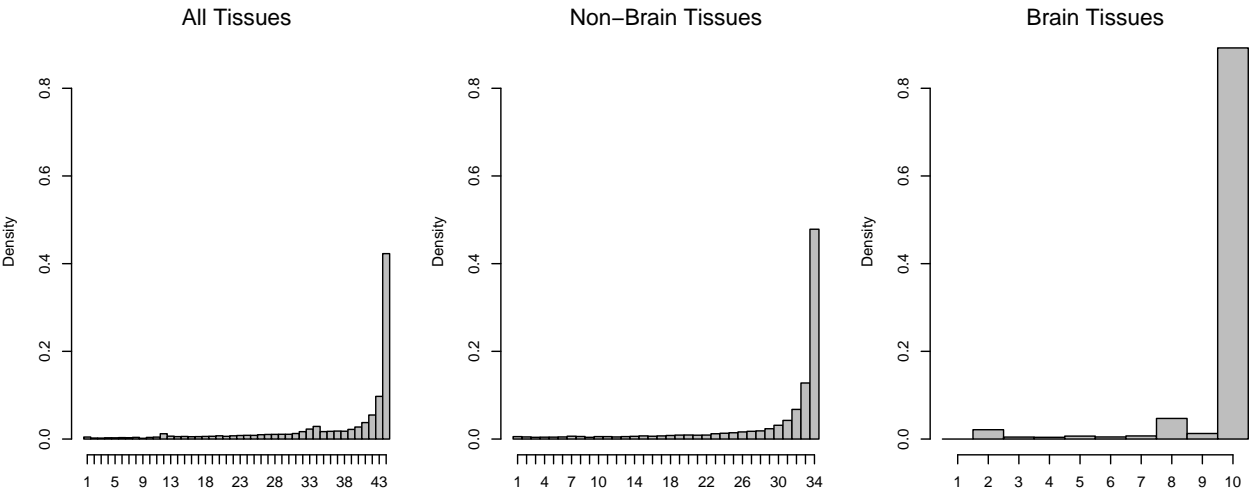 All Tissues
Non−Brain Tissues
Brain Tissues
Density
0.0 0.2 0.4 0.6 0.8
1 5 9 13 18 23 28 33 38 43
Density
0.0 0.2 0.4 0.6 0.8
1 4 7 10 14 18 22 26 30 34
Density
0.0 0.2 0.4 0.6 0.8
1 2 3 4 5 6 7 8 9 10